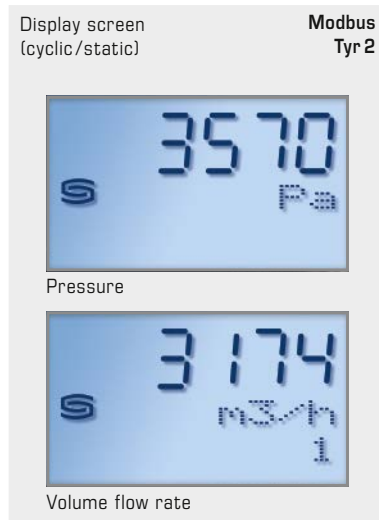 Display screen
(cyclic/static)
Modbus
Tyr 2
3570
Pa
Pressure
3174
m3/h
1
Volume flow rate